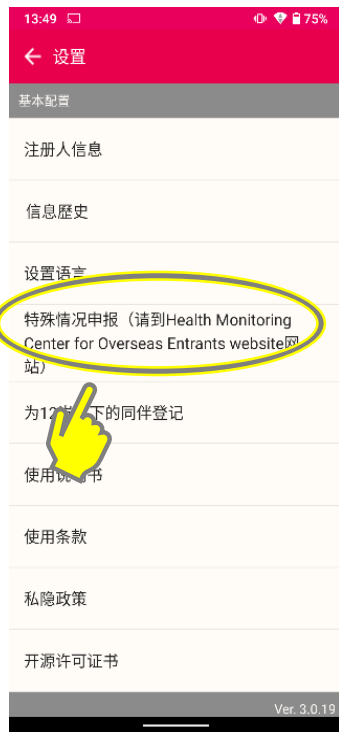 13:49 75%
设置
基本配置
注册人信息
信息歷史
设置语言
特殊情况申报（请到Health Monitoring
Center for Overseas Entrants website网
站）
为12 下的同伴登记
使用 书
使用条款
私隐政策
开源许可证书
Ver. 3.0.19